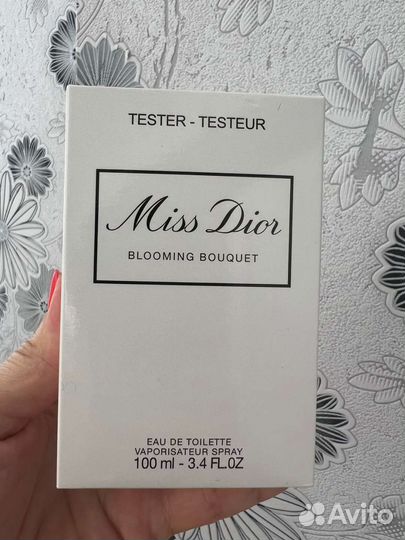 TESTER - TESTEUR
Miss Dior
BLOOMING BOUQUET
EAU DE TOILETTE
VAPORISATEUR SPRAY
100 ml - 3.4 FL.OZ
Avito